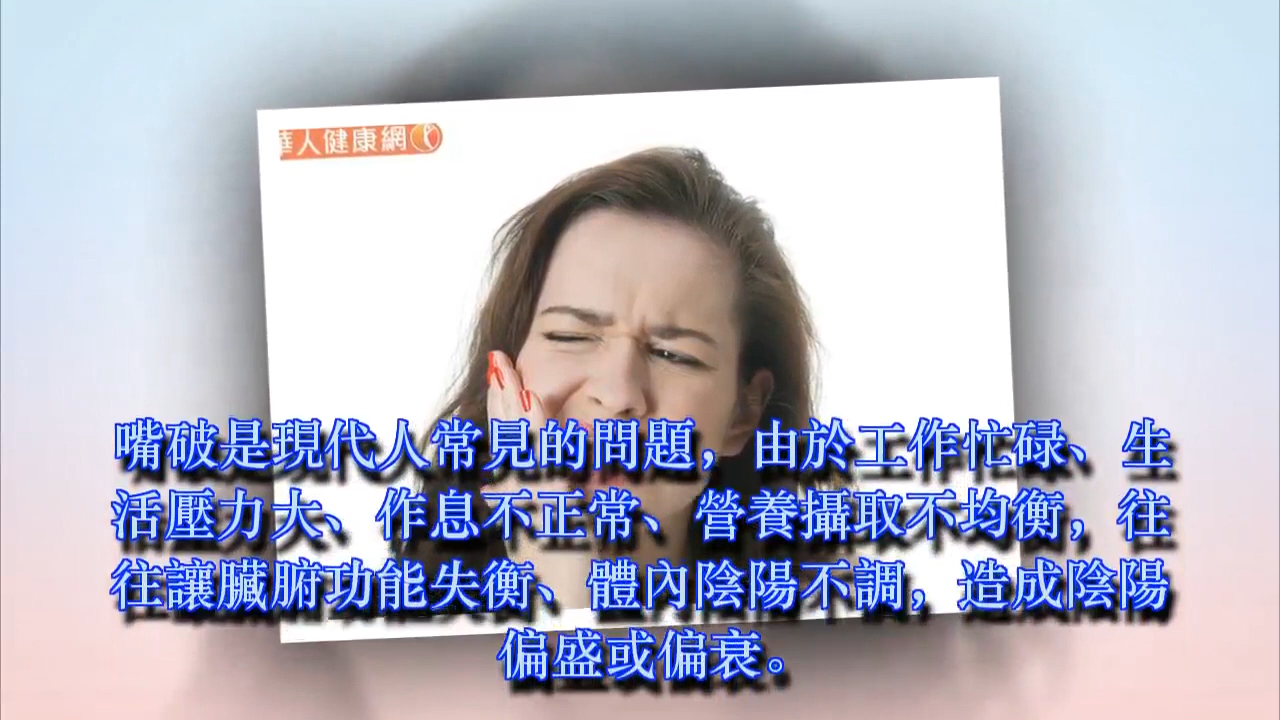 華人健康網
嘴破是現代人常見的問題，由於工作忙碌、生
活壓力大、作息不正常、營養攝取不均衡，往
往讓臟腑功能失衡、體內陰陽不調，造成陰陽
偏盛或偏衰。